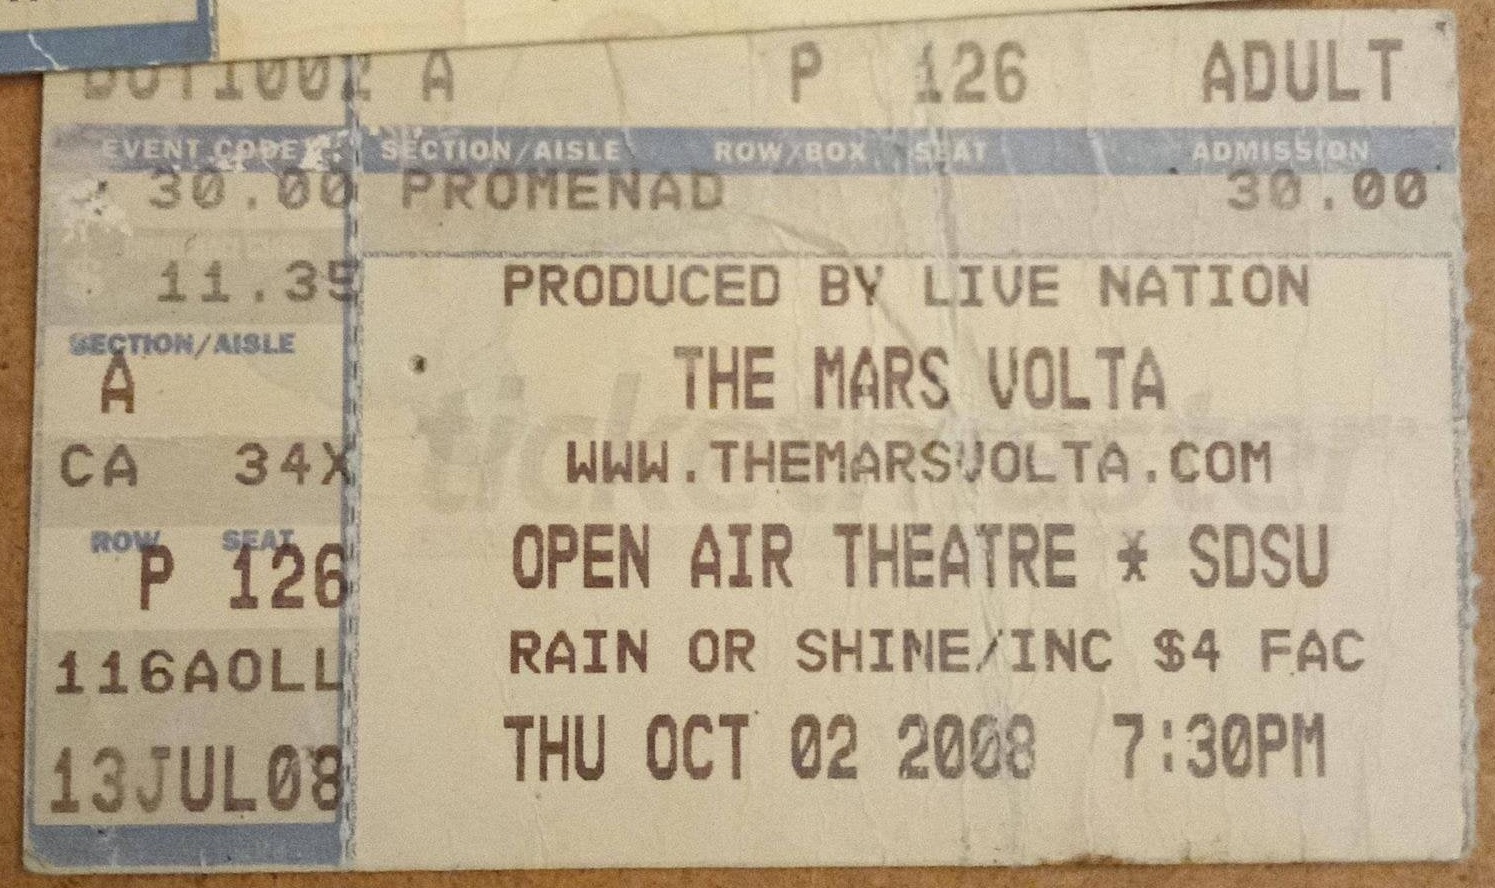 A P 126 ADULT
EVENT CODE SECTION/AISLE ROW/BOX SEAT ADMISSION
30.00 PROMENAD 30.00
11.35 PRODUCED BY LIVE NATION
SECTION/AISLE
A THE MARS VOLTA
ticketmaster
CA 34X WWW.THEMARSVOLTA.COM
ROW SEAT
P 126 OPEN AIR THEATRE * SDSU
116AOLL RAIN OR SHINE/INC $4 FAC
13JUL08 THU OCT 02 2008 7:30PM